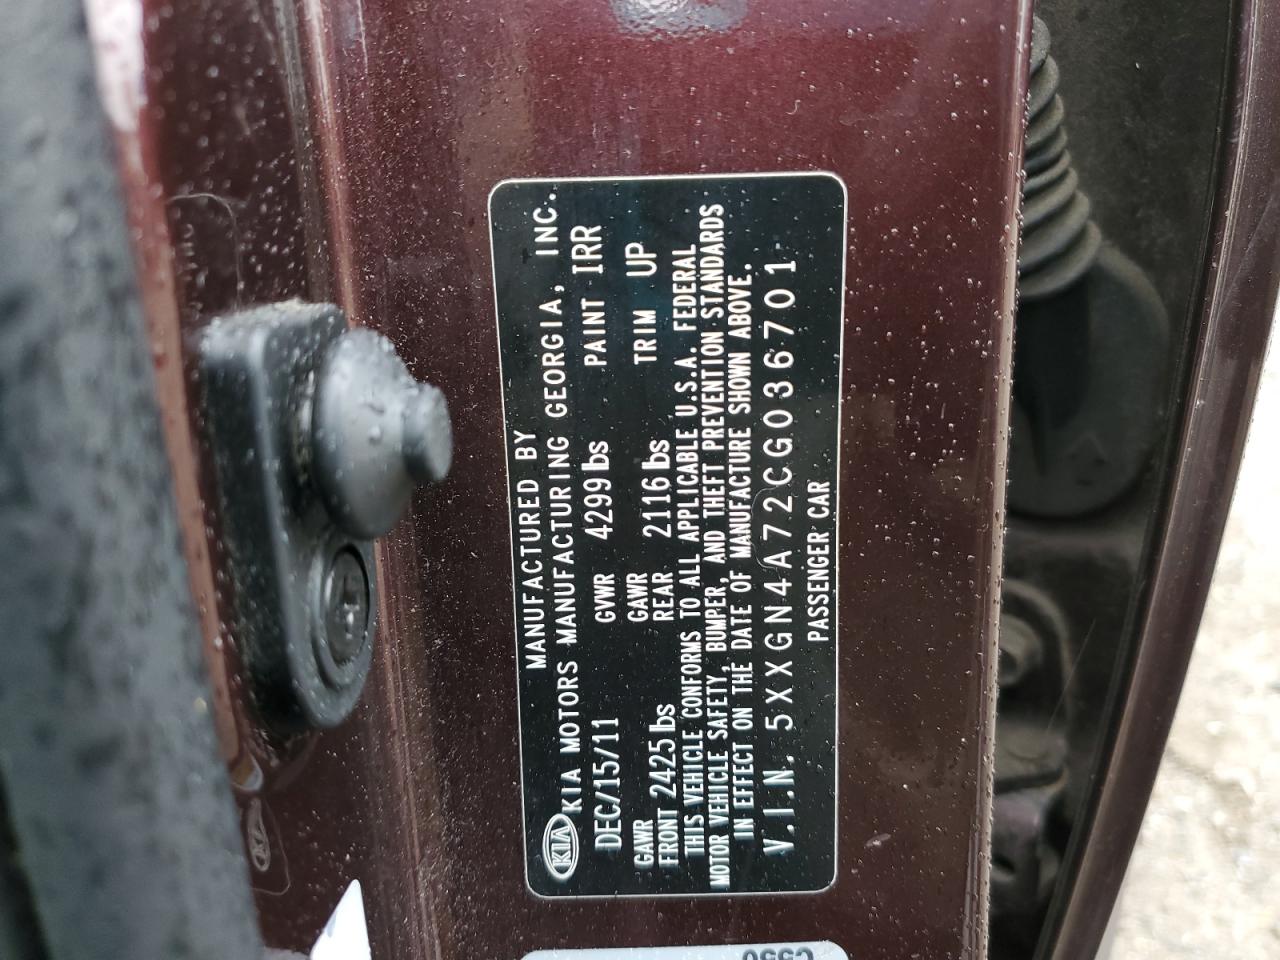 MANUFACTURED BY
KIA KIA MOTORS MANUFACTURING GEORGIA, INC.
DEC/15/11 GVWR 4299 lbs PAINT IRR
GAWR FRONT 2425 lbs GAWR REAR 2116 lbs TRIM UP
THIS VEHICLE CONFORMS TO ALL APPLICABLE U.S.A. FEDERAL
MOTOR VEHICLE SAFETY, BUMPER, AND THEFT PREVENTION STANDARDS
IN EFFECT ON THE DATE OF MANUFACTURE SHOWN ABOVE.
V.I.N. 5XXGN4A72CG036701
PASSENGER CAR